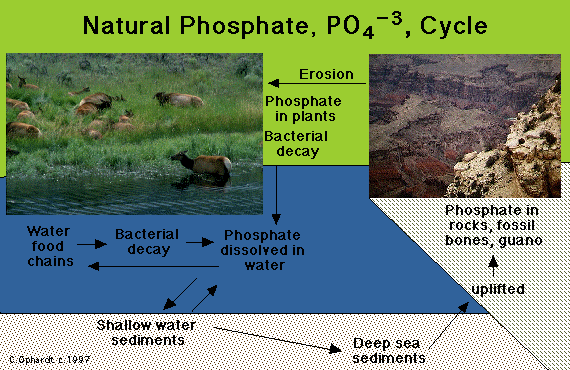 Natural Phosphate, PO4−3, Cycle
Erosion
Phosphate
in plants
Bacterial
decay
Water
food
chains
Bacterial
decay
Phosphate
dissolved in
water
Phosphate in
rocks, fossil
bones, guano
uplifted
Shallow water
sediments
Deep sea
sediments
C.Ophardt, c.1997